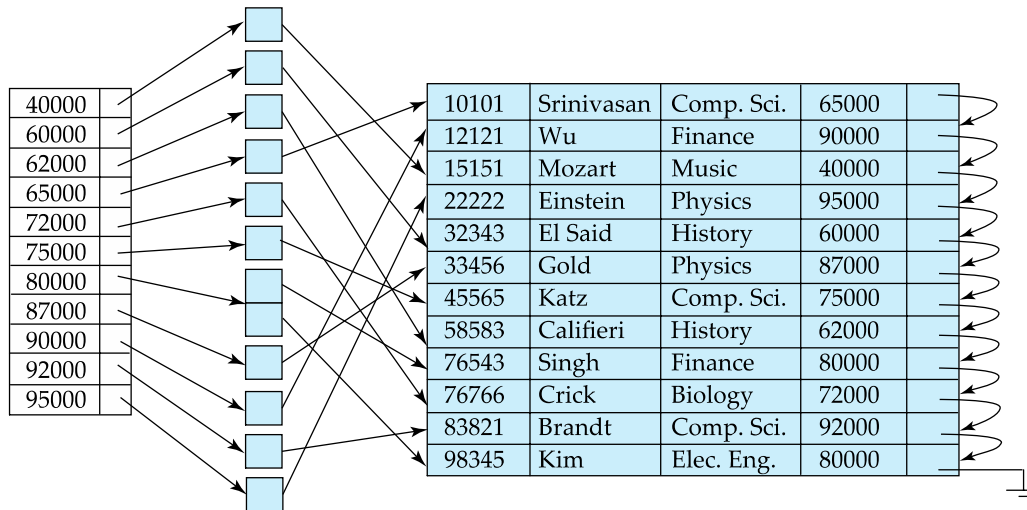 40000
60000
62000
65000
72000
75000
80000
87000
90000
92000
95000
10101 Srinivasan Comp. Sci. 65000
12121 Wu Finance 90000
15151 Mozart Music 40000
22222 Einstein Physics 95000
32343 El Said History 60000
33456 Gold Physics 87000
45565 Katz Comp. Sci. 75000
58583 Califieri History 62000
76543 Singh Finance 80000
76766 Crick Biology 72000
83821 Brandt Comp. Sci. 92000
98345 Kim Elec. Eng. 80000